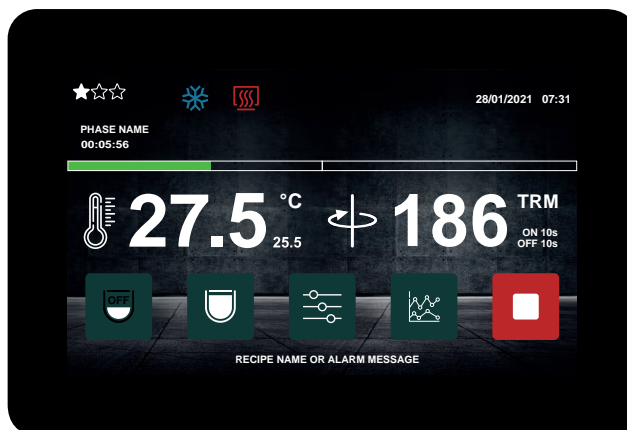 28/01/2021 07:31
PHASE NAME
00:05:56
27.5 °C 25.5
186 TRM
ON 10s
OFF 10s
OFF
RECIPE NAME OR ALARM MESSAGE